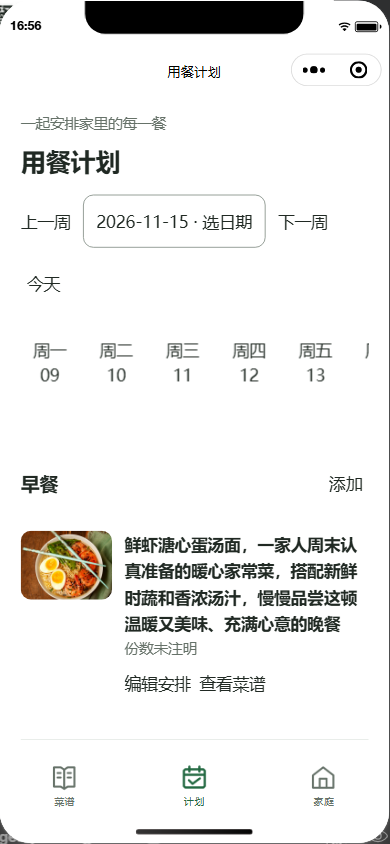 16:56
用餐计划
一起安排家里的每一餐
用餐计划
上一周 2026-11-15 · 选日期 下一周
今天
周一 周二 周三 周四 周五
09 10 11 12 13
早餐 添加
鲜虾溏心蛋汤面，一家人周末认
真准备的暖心家常菜，搭配新鲜
时蔬和香浓汤汁，慢慢品尝这顿
温暖又美味、充满心意的晚餐
份数未注明
编辑安排 查看菜谱
菜谱 计划 家庭